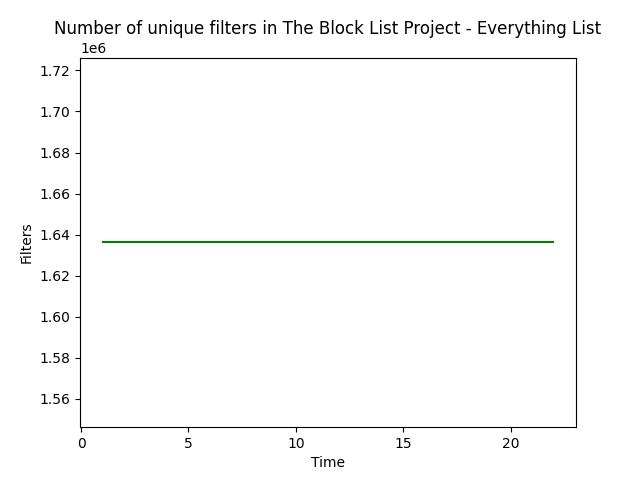 Number of unique filters in The Block List Project - Everything List
1e6
1.72
1.70
1.68
1.66
1.64
1.62
1.60
1.58
1.56
Filters
0 5 10 15 20
Time